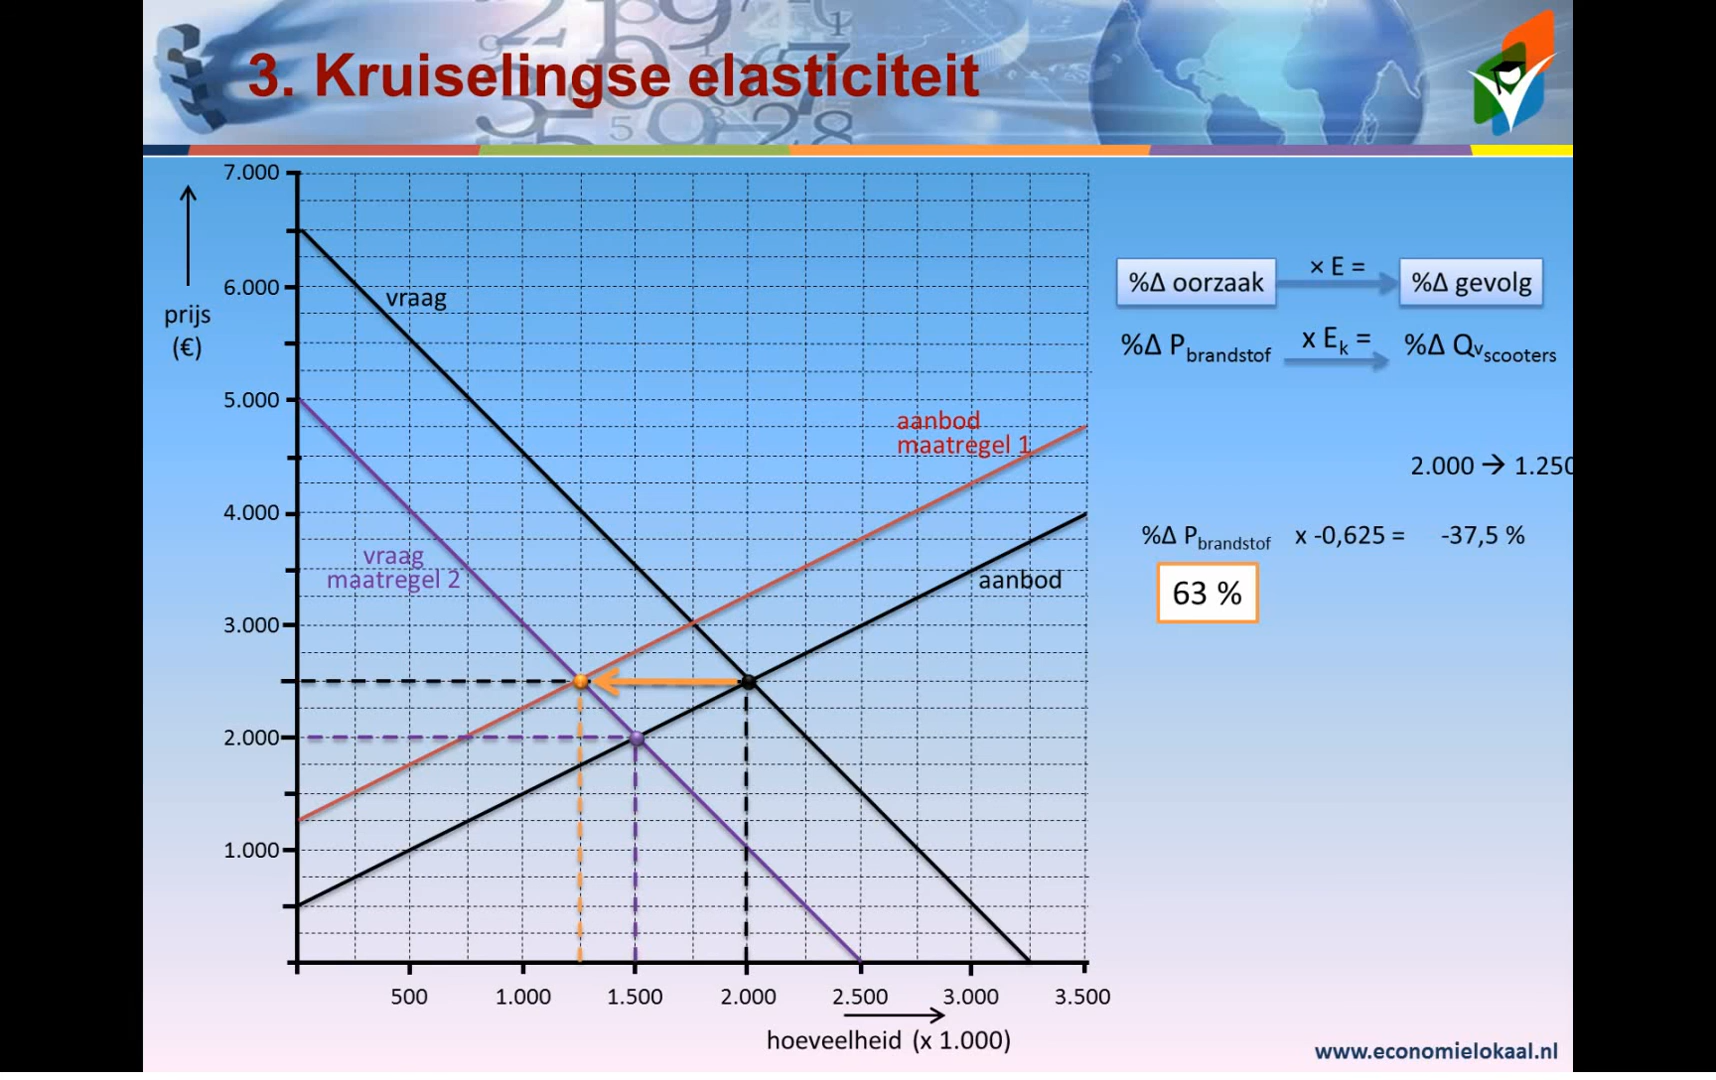 3. Kruiselingse elasticiteit
7.000
6.000
5.000
4.000
3.000
2.000
1.000
prijs
(€)
vraag
aanbod
maatregel 1
vraag
maatregel 2
aanbod
500 1.000 1.500 2.000 2.500 3.000 3.500
hoeveelheid (x 1.000)
%Δ oorzaak × E = %Δ gevolg
%Δ Pbrandstof x Ek = %Δ Qvscooters
2.000 → 1.250
%Δ Pbrandstof x -0,625 = -37,5 %
63 %
www.economielokaal.nl